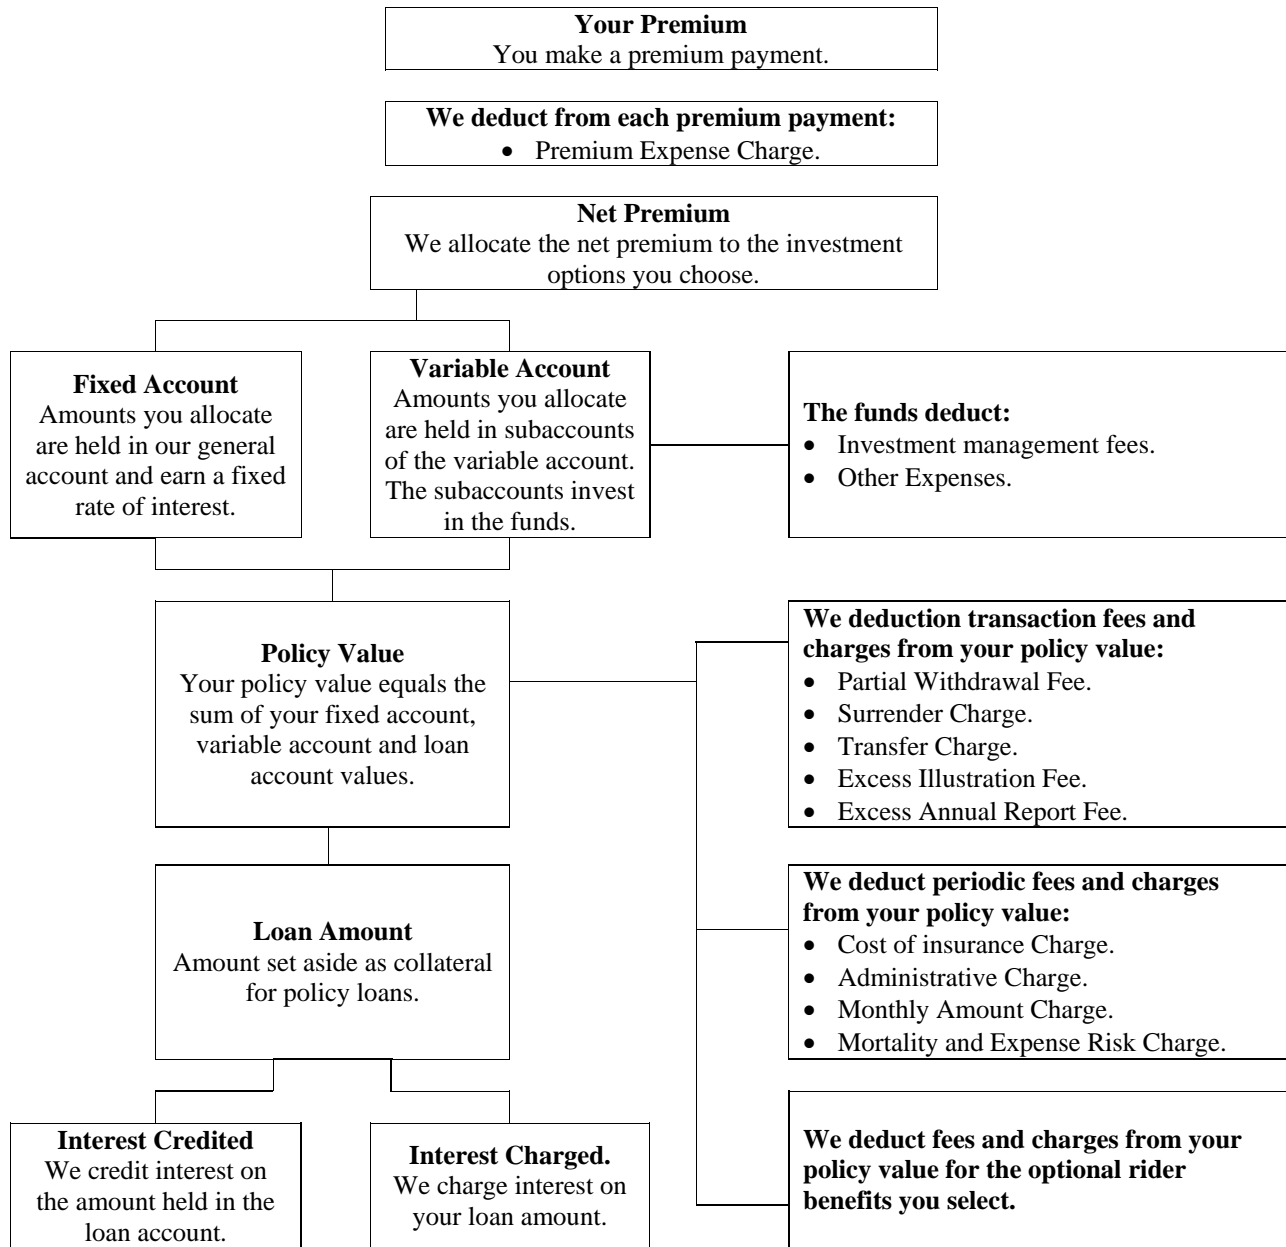 Your Premium
You make a premium payment.
We deduct from each premium payment:
• Premium Expense Charge.
Net Premium
We allocate the net premium to the investment
options you choose.
Fixed Account
Amounts you allocate
are held in our general
account and earn a fixed
rate of interest.
Variable Account
Amounts you allocate
are held in subaccounts
of the variable account.
The subaccounts invest
in the funds.
The funds deduct:
• Investment management fees.
• Other Expenses.
Policy Value
Your policy value equals the
sum of your fixed account,
variable account and loan
account values.
We deduction transaction fees and
charges from your policy value:
• Partial Withdrawal Fee.
• Surrender Charge.
• Transfer Charge.
• Excess Illustration Fee.
• Excess Annual Report Fee.
Loan Amount
Amount set aside as collateral
for policy loans.
We deduct periodic fees and charges
from your policy value:
• Cost of insurance Charge.
• Administrative Charge.
• Monthly Amount Charge.
• Mortality and Expense Risk Charge.
Interest Credited
We credit interest on
the amount held in the
loan account.
Interest Charged.
We charge interest on
your loan amount.
We deduct fees and charges from your
policy value for the optional rider
benefits you select.